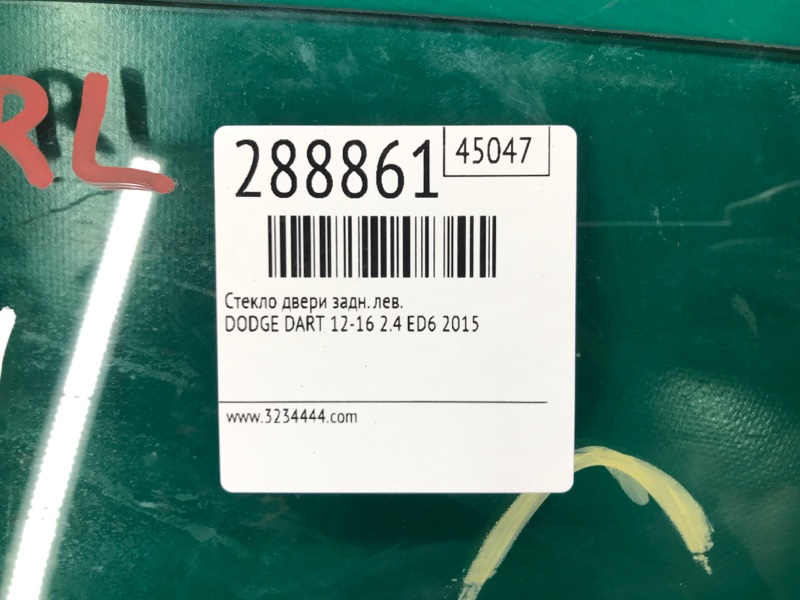 RL
288861
45047
Стекло двери задн. лев.
DODGE DART 12-16 2.4 ED6 2015
www.3234444.com